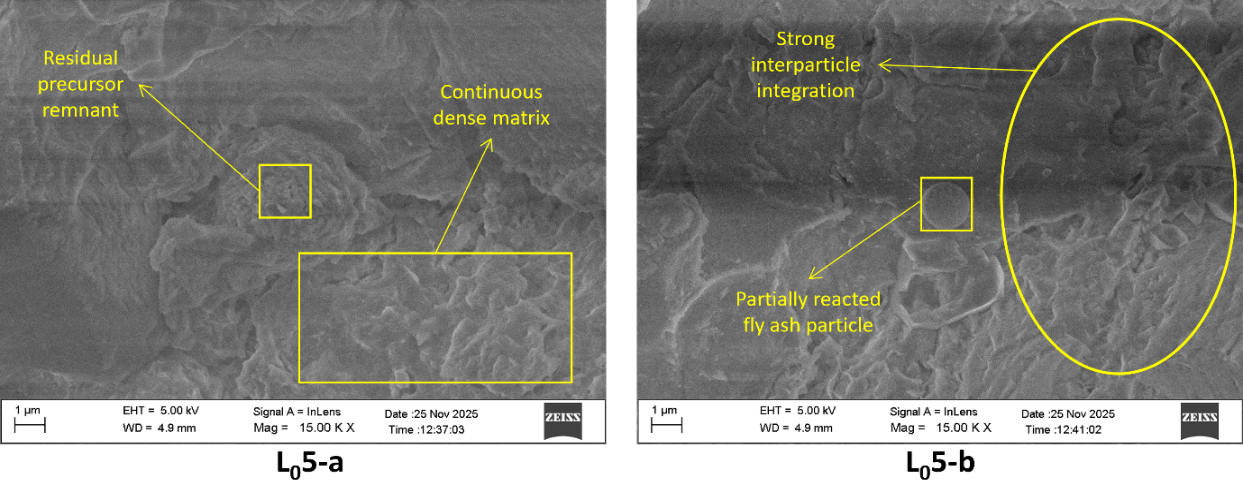 Residual
precursor
remnant
Continuous
dense matrix
1 µm
EHT = 5.00 kV
Signal A = InLens
Date :25 Nov 2025
WD = 4.9 mm
Mag = 15.00 K X
Time :12:37:03
ZEISS
L₀5-a
Strong
interparticle
integration
Partially reacted
fly ash particle
1 µm
EHT = 5.00 kV
Signal A = InLens
Date :25 Nov 2025
WD = 4.9 mm
Mag = 15.00 K X
Time :12:41:02
ZEISS
L₀5-b